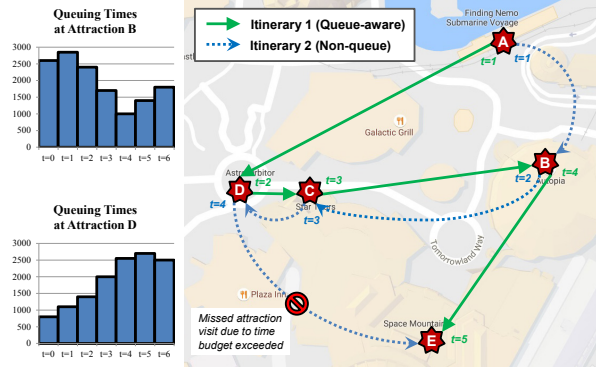 Queuing Times
at Attraction B
3000
2500
2000
1500
1000
500
0
t=0 t=1 t=2 t=3 t=4 t=5 t=6
Queuing Times
at Attraction D
3000
2500
2000
1500
1000
500
0
t=0 t=1 t=2 t=3 t=4 t=5 t=6
Itinerary 1 (Queue-aware)
Itinerary 2 (Non-queue)
Finding Nemo
Submarine Voyage
A
t=1 t=1
Galactic Grill
B
t=2 t=4
Autopia
Astro Orbitor
D
t=2
t=4
C
t=3
Star Tours
t=3
Tomorrowland Way
Plaza Inn
Missed attraction
visit due to time
budget exceeded
Space Mountain
E
t=5